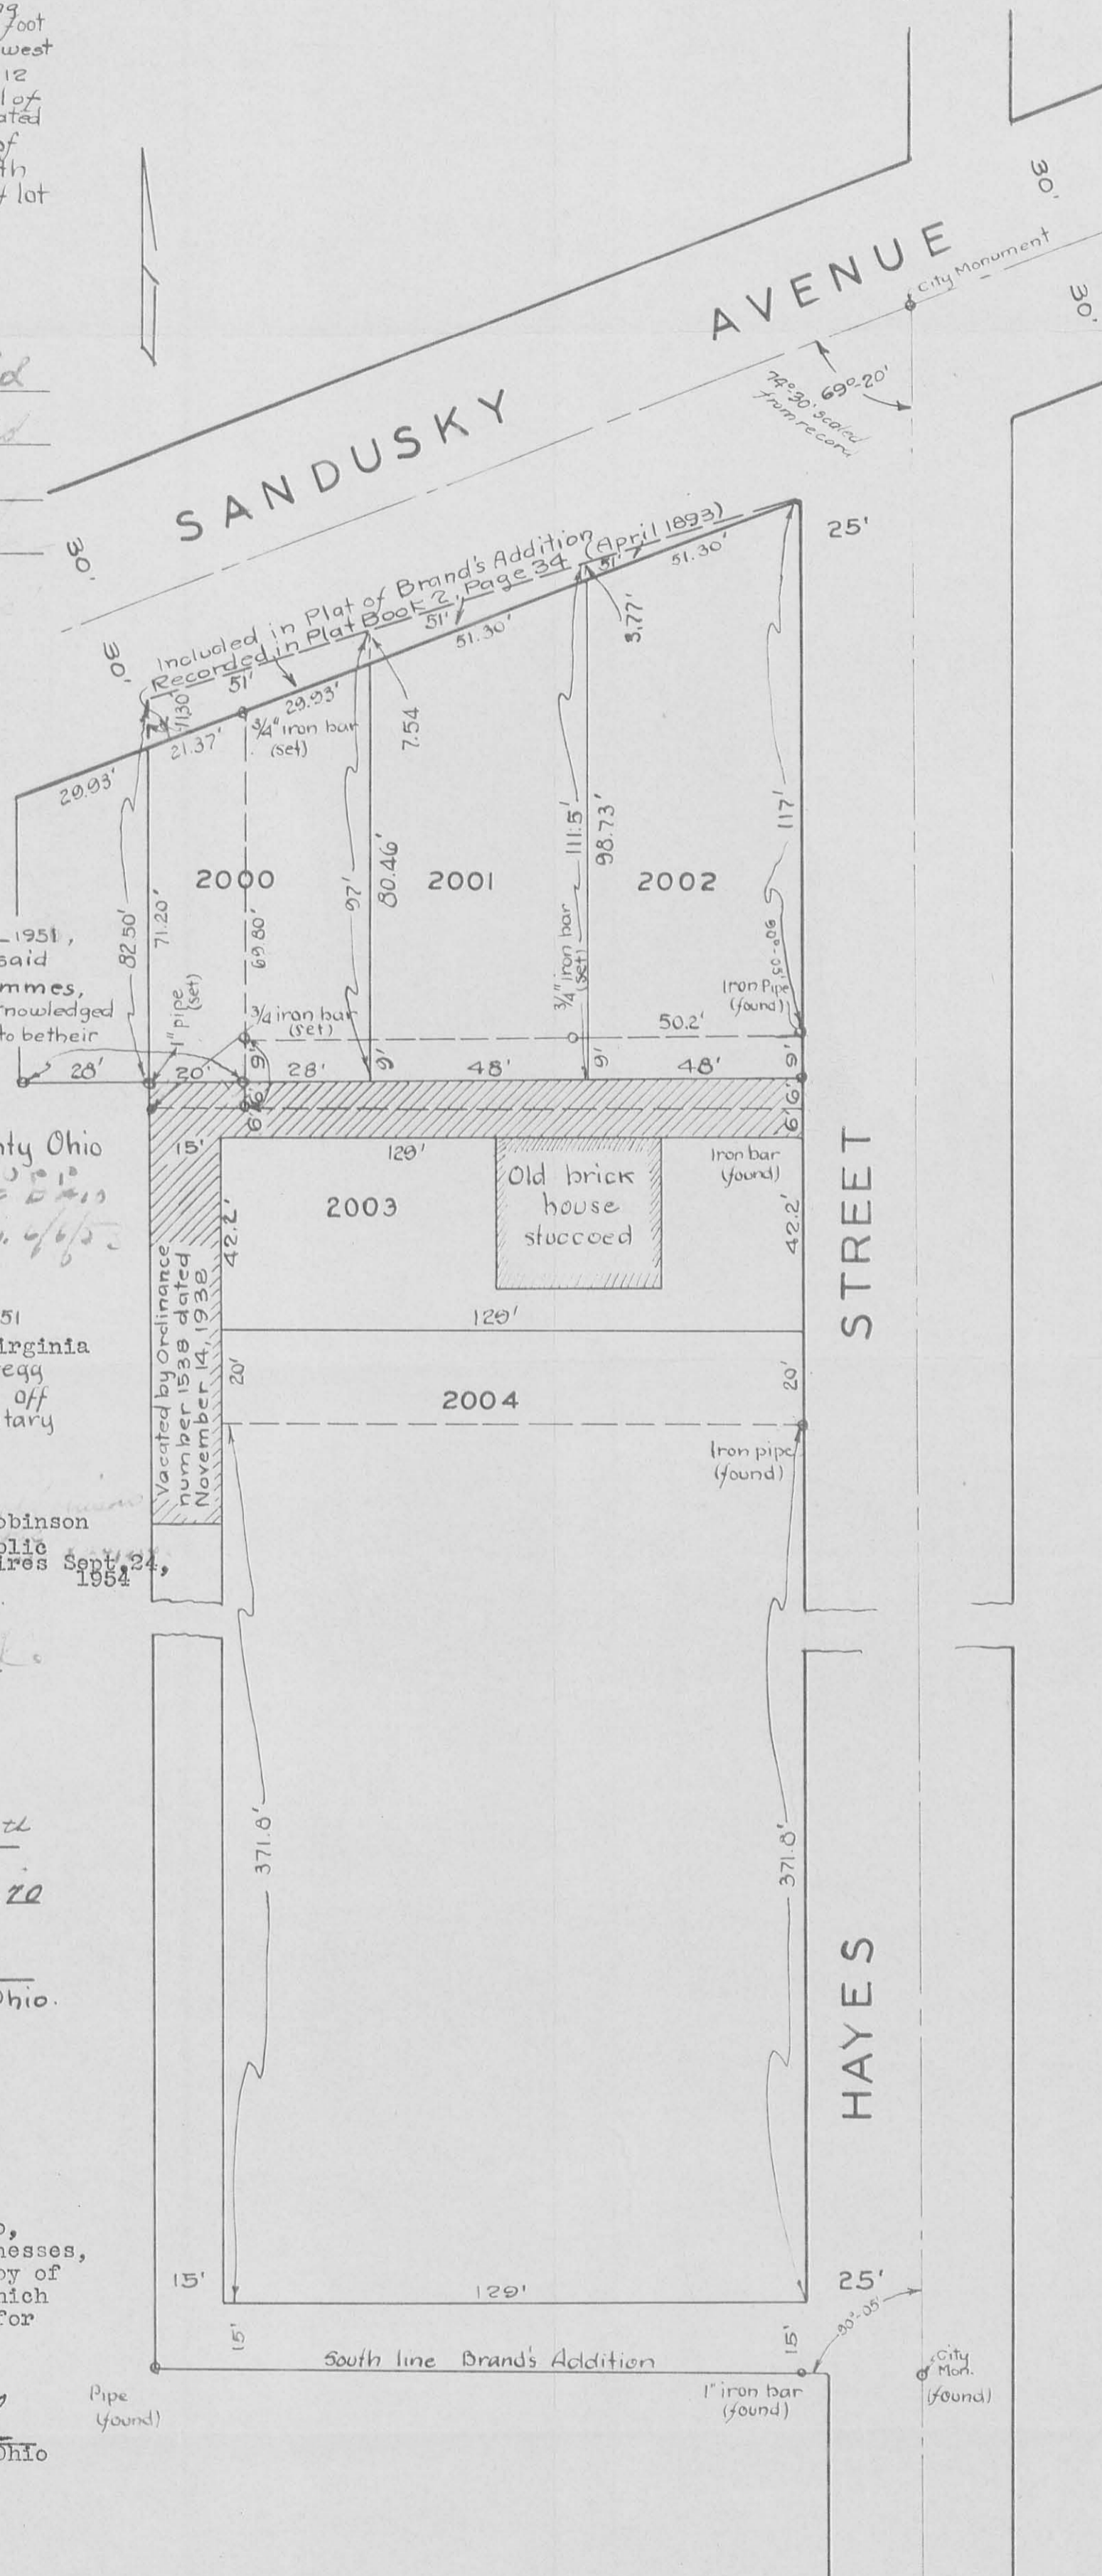 foot
west
12
l of
ated
of
th
lot
30'
AVENUE
City Monument
30'
SANDUSKY
69°-20'
74°-30' scaled
from record
25'
30'
30'
Included in Plat of Brand's Addition
Recorded in Plat Book 2, Page 34 (April 1893)
51'
51'
51'
51.30'
51.30'
3.77'
29.93'
3/4" iron bar
(set)
7.54
11.30
21.37'
29.93'
117'
111.5'
98.73'
97'
80.46'
82.50'
71.20'
69.80'
2000
2001
2002
1951,
said
mmes,
nowledged
to be their
1" pipe
(set)
3/4 iron bar
(set)
3/4" iron bar
(set)
Iron Pipe
(found)
50.2'
28'
20'
9'
28'
9'
48'
9'
48'
9'
6'
6'
6'
6'
15'
129'
Iron bar
(found)
nty Ohio
2003
42.2'
42.2'
Old brick
house
stuccoed
STREET
Vacated by Ordinance
number 1538 dated
November 14, 1938
129'
51
irginia
egg
off
tary
20'
20'
2004
Iron pipe
(found)
obinson
blic
ires Sept. 24,
1954
371.8'
371.8'
th
Ohio.
HAYES
o,
nesses,
py of
hich
for
15'
129'
25'
90°-05'
15'
15'
South line Brand's Addition
City
Mon.
(found)
Pipe
(found)
1" iron bar
(found)
Ohio